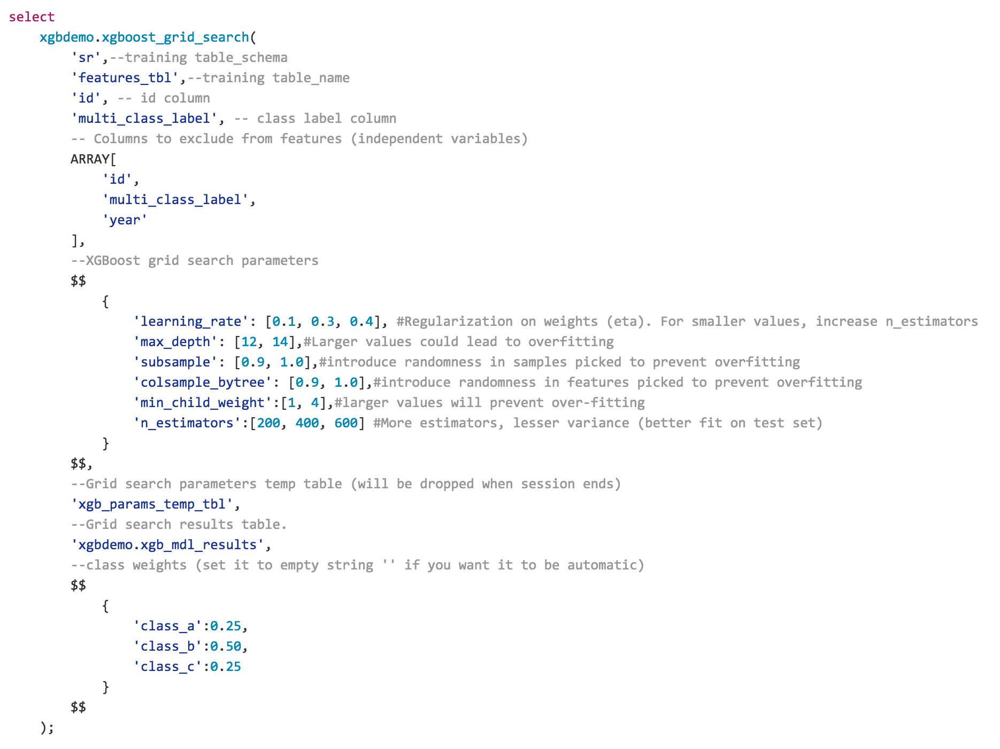 select
xgbdemo.xgboost_grid_search(
'sr',--training table_schema
'features_tbl',--training table_name
'id', -- id column
'multi_class_label', -- class label column
-- Columns to exclude from features (independent variables)
ARRAY[
'id',
'multi_class_label',
'year'
],
--XGBoost grid search parameters
$$
{
'learning_rate': [0.1, 0.3, 0.4], #Regularization on weights (eta). For smaller values, increase n_estimators
'max_depth': [12, 14],#Larger values could lead to overfitting
'subsample': [0.9, 1.0],#introduce randomness in samples picked to prevent overfitting
'colsample_bytree': [0.9, 1.0],#introduce randomness in features picked to prevent overfitting
'min_child_weight':[1, 4],#larger values will prevent over-fitting
'n_estimators':[200, 400, 600] #More estimators, lesser variance (better fit on test set)
}
$$,
--Grid search parameters temp table (will be dropped when session ends)
'xgb_params_temp_tbl',
--Grid search results table.
'xgbdemo.xgb_mdl_results',
--class weights (set it to empty string '' if you want it to be automatic)
$$
{
'class_a':0.25,
'class_b':0.50,
'class_c':0.25
}
$$
);